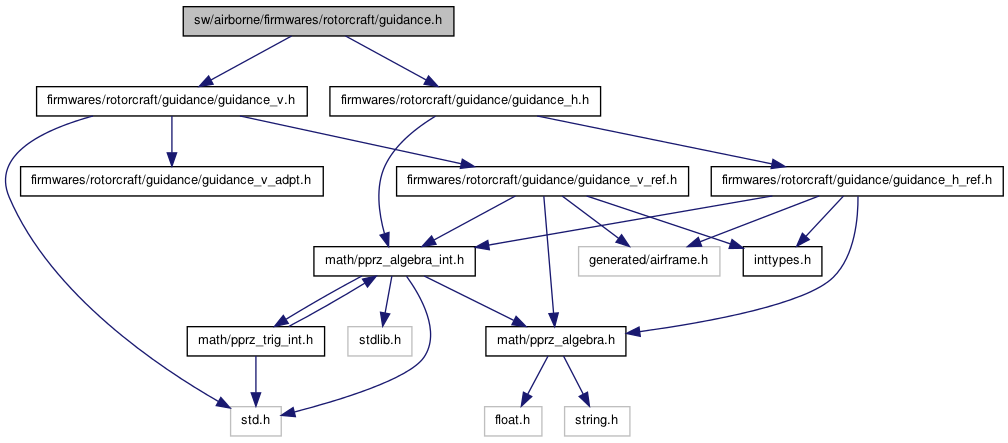 sw/airborne/firmwares/rotorcraft/guidance.h
firmwares/rotorcraft/guidance/guidance_v.h
firmwares/rotorcraft/guidance/guidance_h.h
firmwares/rotorcraft/guidance/guidance_v_adpt.h
firmwares/rotorcraft/guidance/guidance_v_ref.h
firmwares/rotorcraft/guidance/guidance_h_ref.h
math/pprz_algebra_int.h
generated/airframe.h
inttypes.h
math/pprz_trig_int.h
stdlib.h
math/pprz_algebra.h
std.h
float.h
string.h